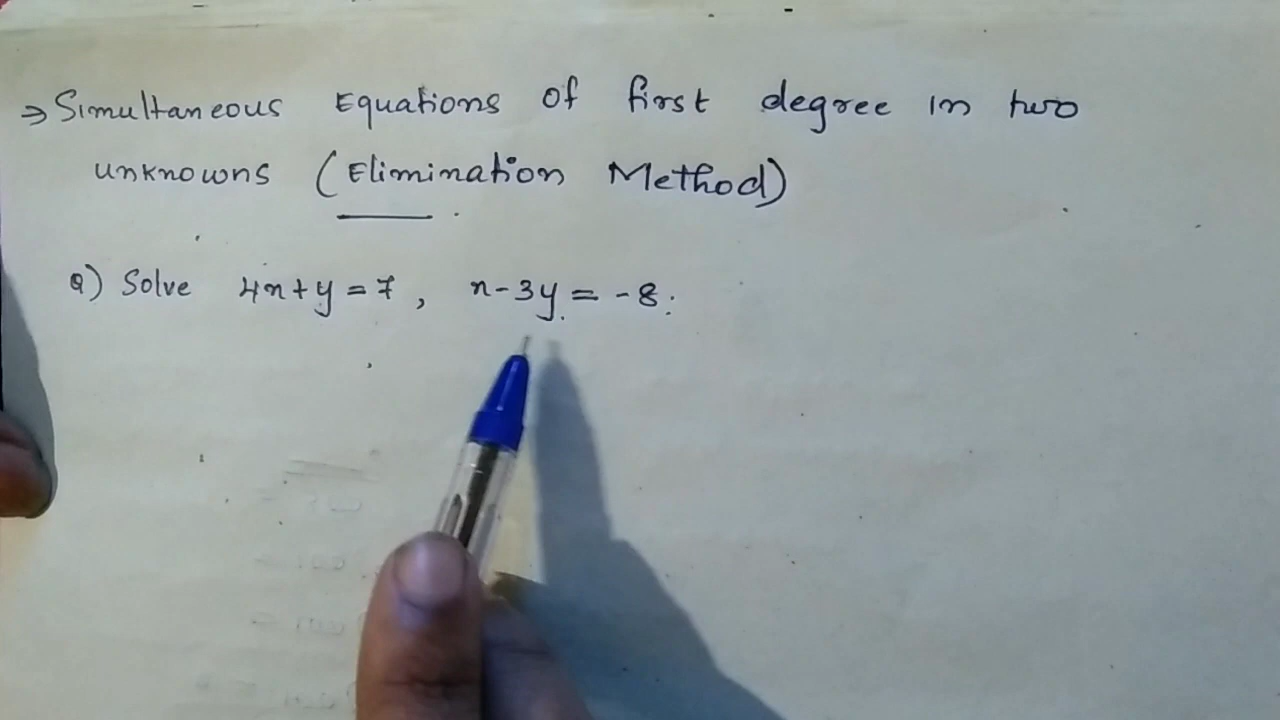 → Simultaneous Equations of first degree in two
unknowns (Elimination Method)
Q) Solve 4x+y=7, x-3y=-8.